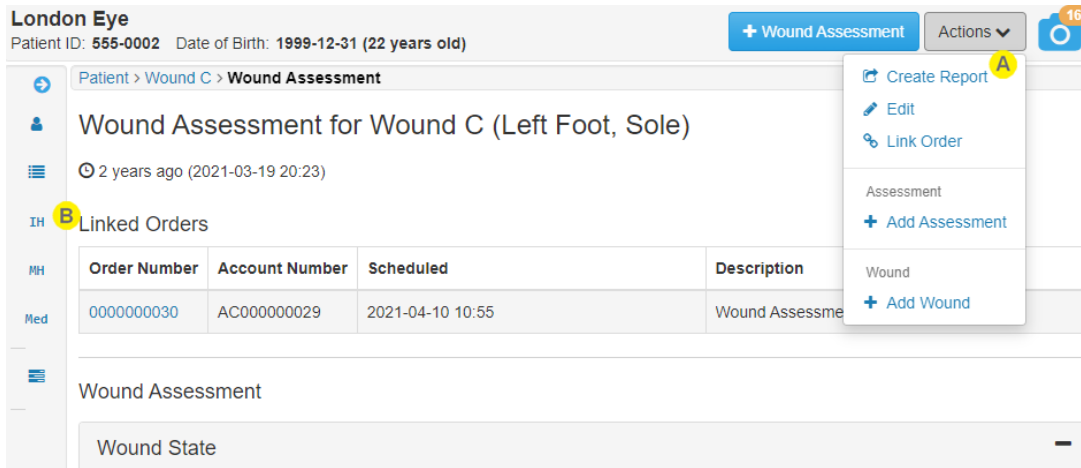 London Eye
Patient ID: 555-0002 Date of Birth: 1999-12-31 (22 years old)
+ Wound Assessment
Actions
16
Patient > Wound C > Wound Assessment
A
Create Report
Edit
Link Order
Assessment
+ Add Assessment
Wound
+ Add Wound
Wound Assessment for Wound C (Left Foot, Sole)
2 years ago (2021-03-19 20:23)
IH
B
Linked Orders
MH
Order Number Account Number Scheduled Description
Med
0000000030 AC000000029 2021-04-10 10:55 Wound Assessme
Wound Assessment
Wound State